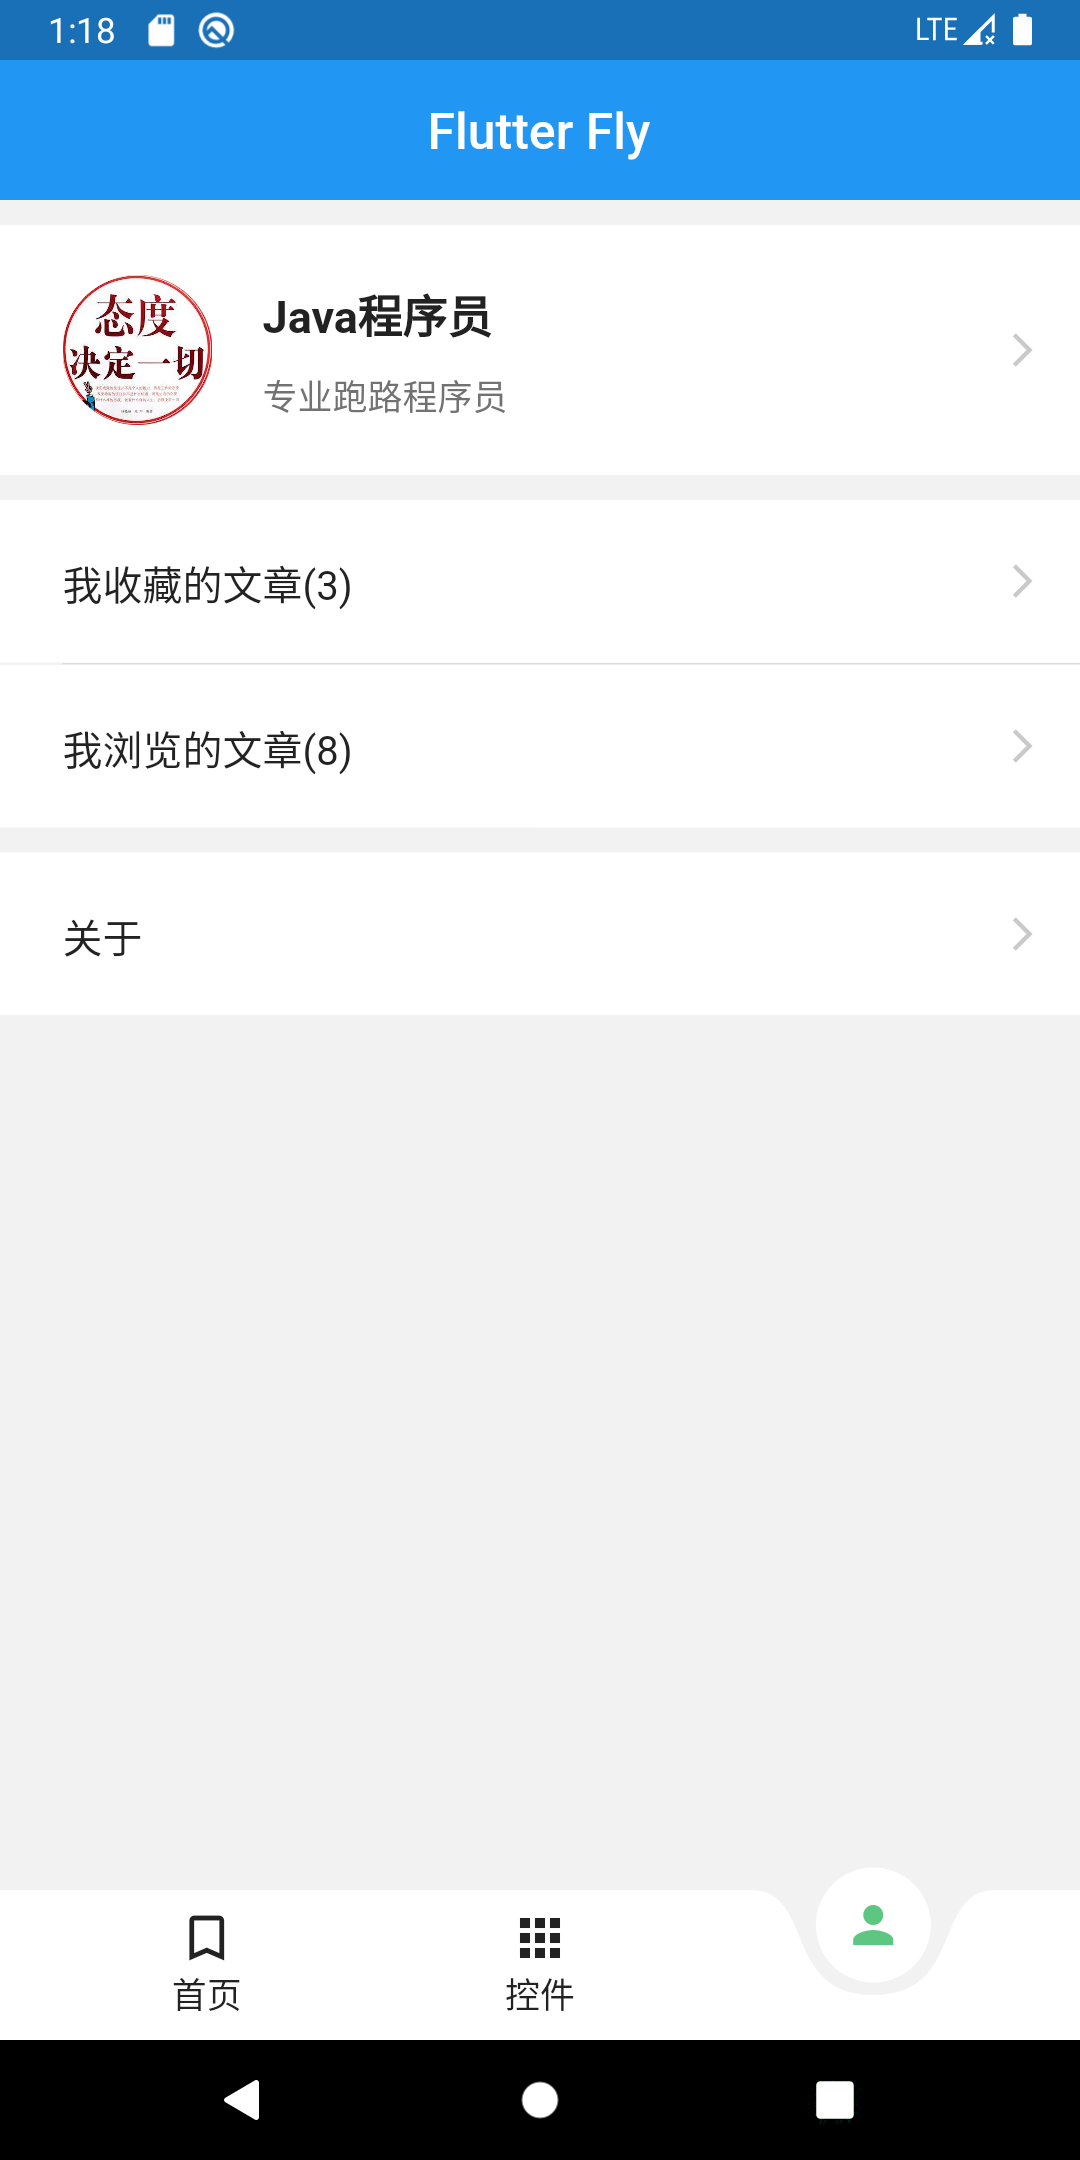 1:18
LTE
Flutter Fly
态度
决定一切
Java程序员
专业跑路程序员
我收藏的文章(3)
我浏览的文章(8)
关于
首页
控件